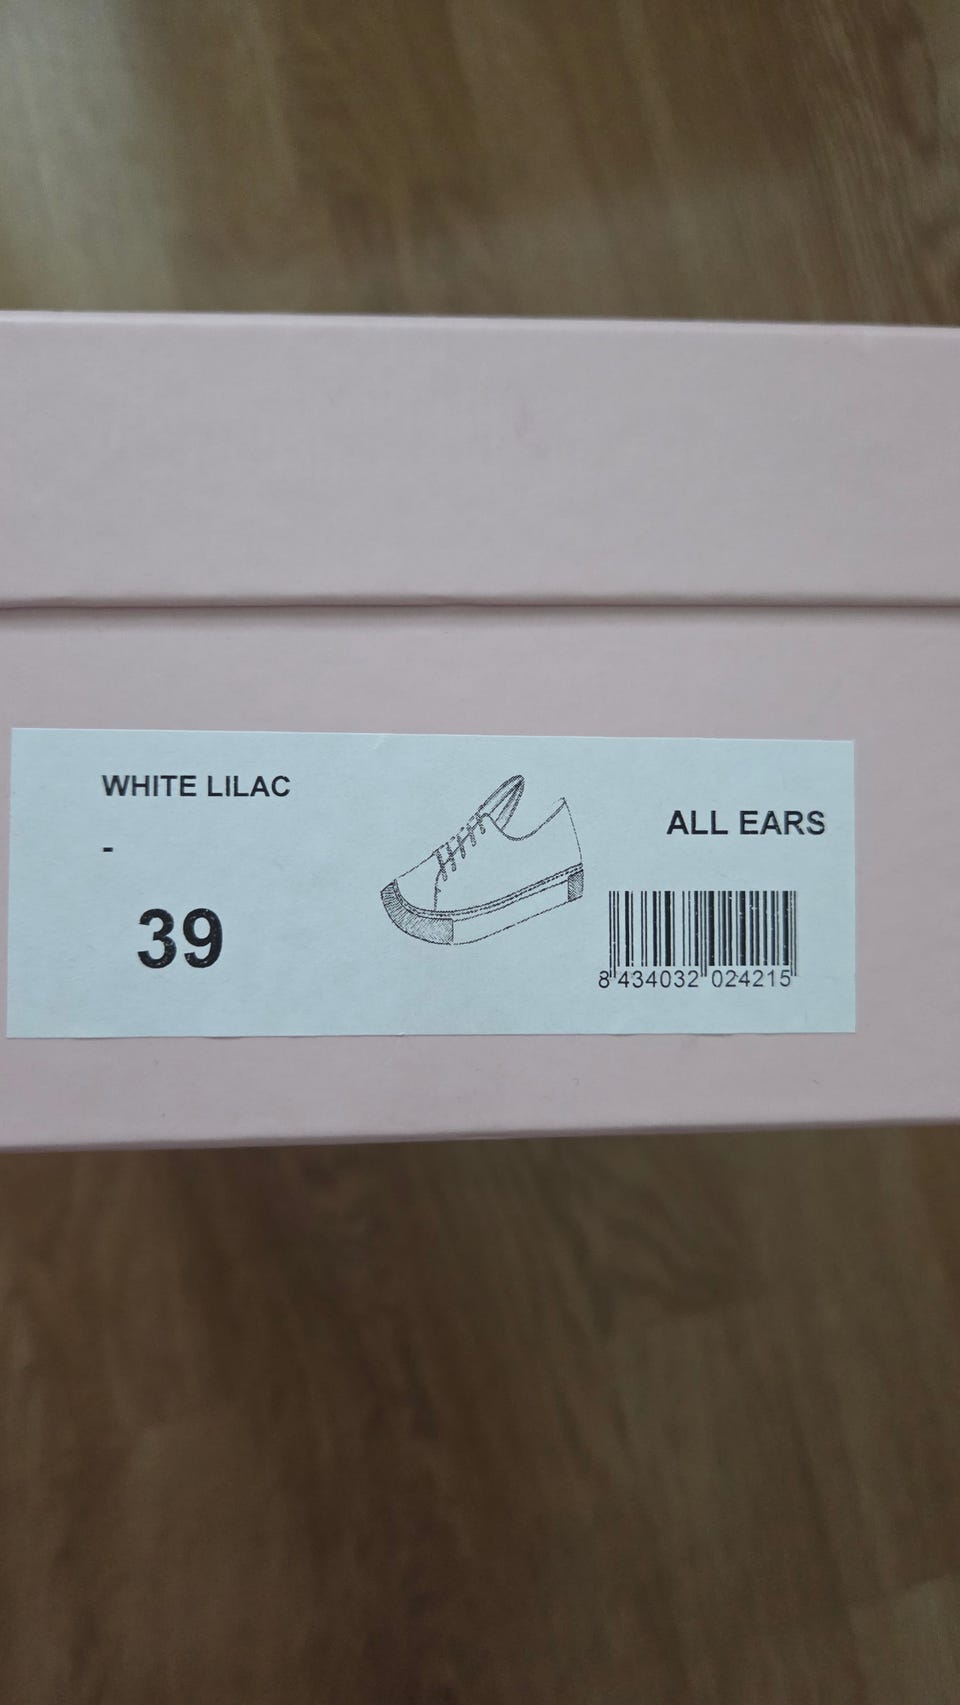 WHITE LILAC
-
39
ALL EARS
8 434032 024215